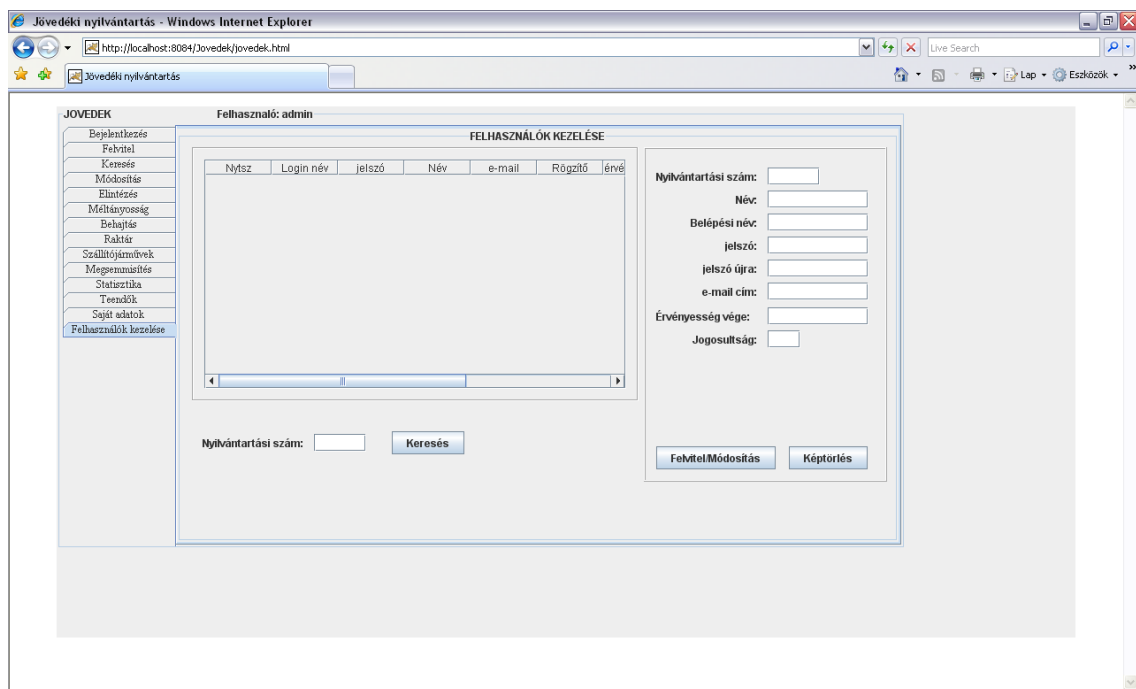 Jövedéki nyilvántartás - Windows Internet Explorer
http://localhost:8084/Jovedek/jovedek.html
Live Search
Jövedéki nyilvántartás
Lap
Eszközök
»
JOVEDEK
Felhasznaló: admin
Bejelentkezés
Felvitel
Keresés
Módosítás
Elintézés
Méltányosság
Behajtás
Raktár
Szállítójárművek
Megsemmisítés
Statisztika
Teendők
Saját adatok
Felhasználók kezelése
FELHASZNÁLÓK KEZELÉSE
Nytsz Login név jelszó Név e-mail Rögzítő érvé
Nyilvántartási szám:
Keresés
Nyilvántartási szám:
Név:
Belépési név:
jelszó:
jelszó újra:
e-mail cím:
Érvényesség vége:
Jogosultság:
Felvitel/Módosítás
Képtörlés